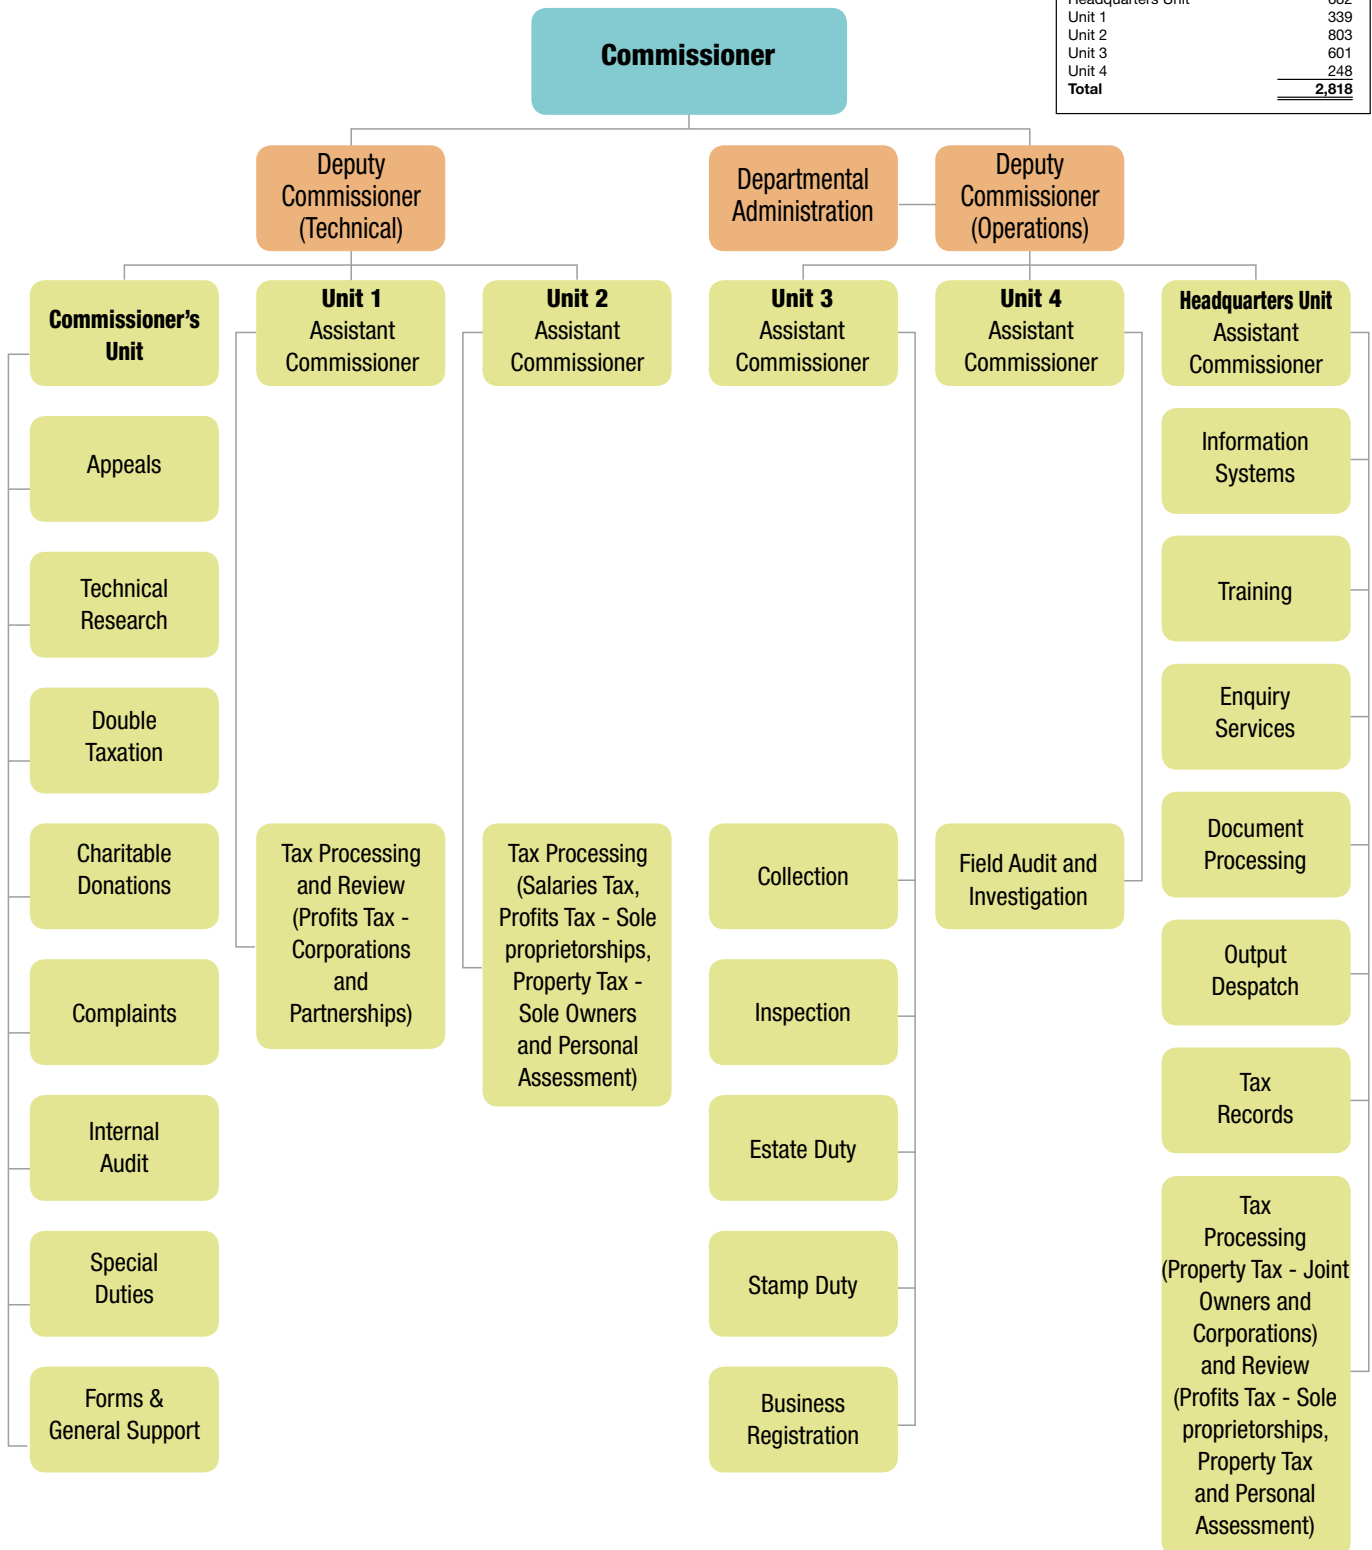 Headquarters Unit
Unit 1 339
Unit 2 803
Unit 3 601
Unit 4 248
Total 2,818
Commissioner
Deputy
Commissioner
(Technical)
Departmental
Administration
Deputy
Commissioner
(Operations)
Commissioner's
Unit
Unit 1
Assistant
Commissioner
Unit 2
Assistant
Commissioner
Unit 3
Assistant
Commissioner
Unit 4
Assistant
Commissioner
Headquarters Unit
Assistant
Commissioner
Appeals
Technical
Research
Double
Taxation
Charitable
Donations
Complaints
Internal
Audit
Special
Duties
Forms &
General Support
Tax Processing
and Review
(Profits Tax -
Corporations
and
Partnerships)
Tax Processing
(Salaries Tax,
Profits Tax - Sole
proprietorships,
Property Tax -
Sole Owners
and Personal
Assessment)
Collection
Inspection
Estate Duty
Stamp Duty
Business
Registration
Field Audit and
Investigation
Information
Systems
Training
Enquiry
Services
Document
Processing
Output
Despatch
Tax
Records
Tax
Processing
(Property Tax - Joint
Owners and
Corporations)
and Review
(Profits Tax - Sole
proprietorships,
Property Tax
and Personal
Assessment)